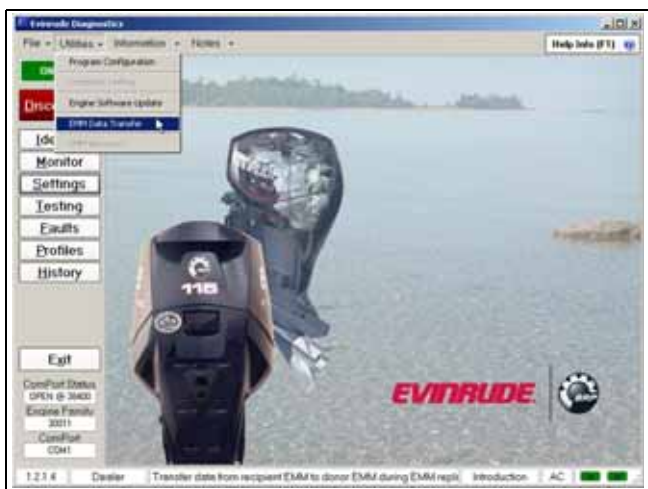 Evinrude Diagnostics
File Utilities Information Notes
Help Info (F1)
Program Configuration
Engine Software Update
EMM Data Transfer
Monitor
Settings
Testing
Faults
Profiles
History
115
Exit
EVINRUDE
ComPort Status
OPEN @ 38400
Engine Family
30011
ComPort
COM1
1.2.1.4 Dealer Transfer data from recipient EMM to donor EMM during EMM repl Introduction AC